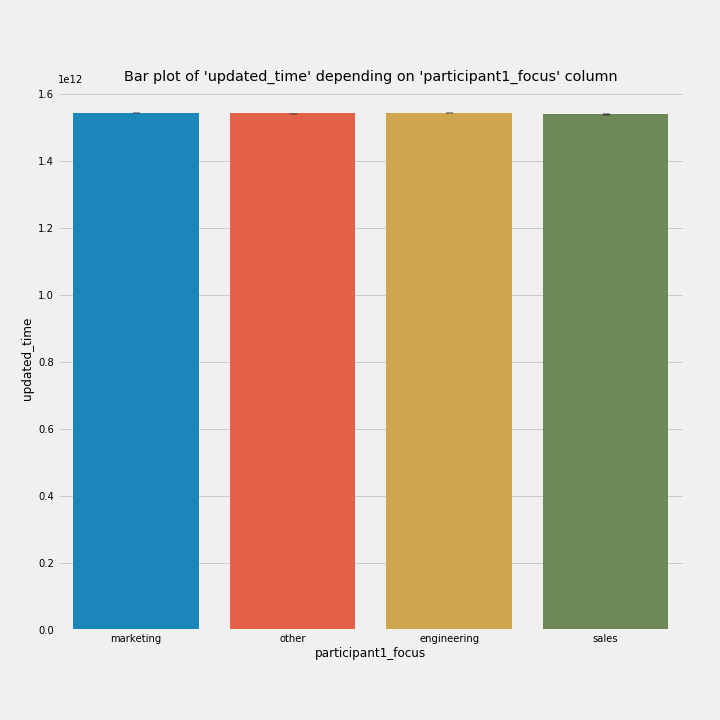 Bar plot of 'updated_time' depending on 'participant1_focus' column
1e12
1.6
1.4
1.2
1.0
0.8
0.6
0.4
0.2
0.0
updated_time
marketing other engineering sales
participant1_focus